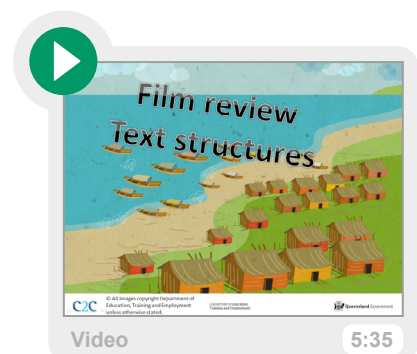 Film review
Text structures
C2C
© All Images copyright Department of
Education, Training and Employment
unless otherwise stated.
Queensland Government
Video
5:35